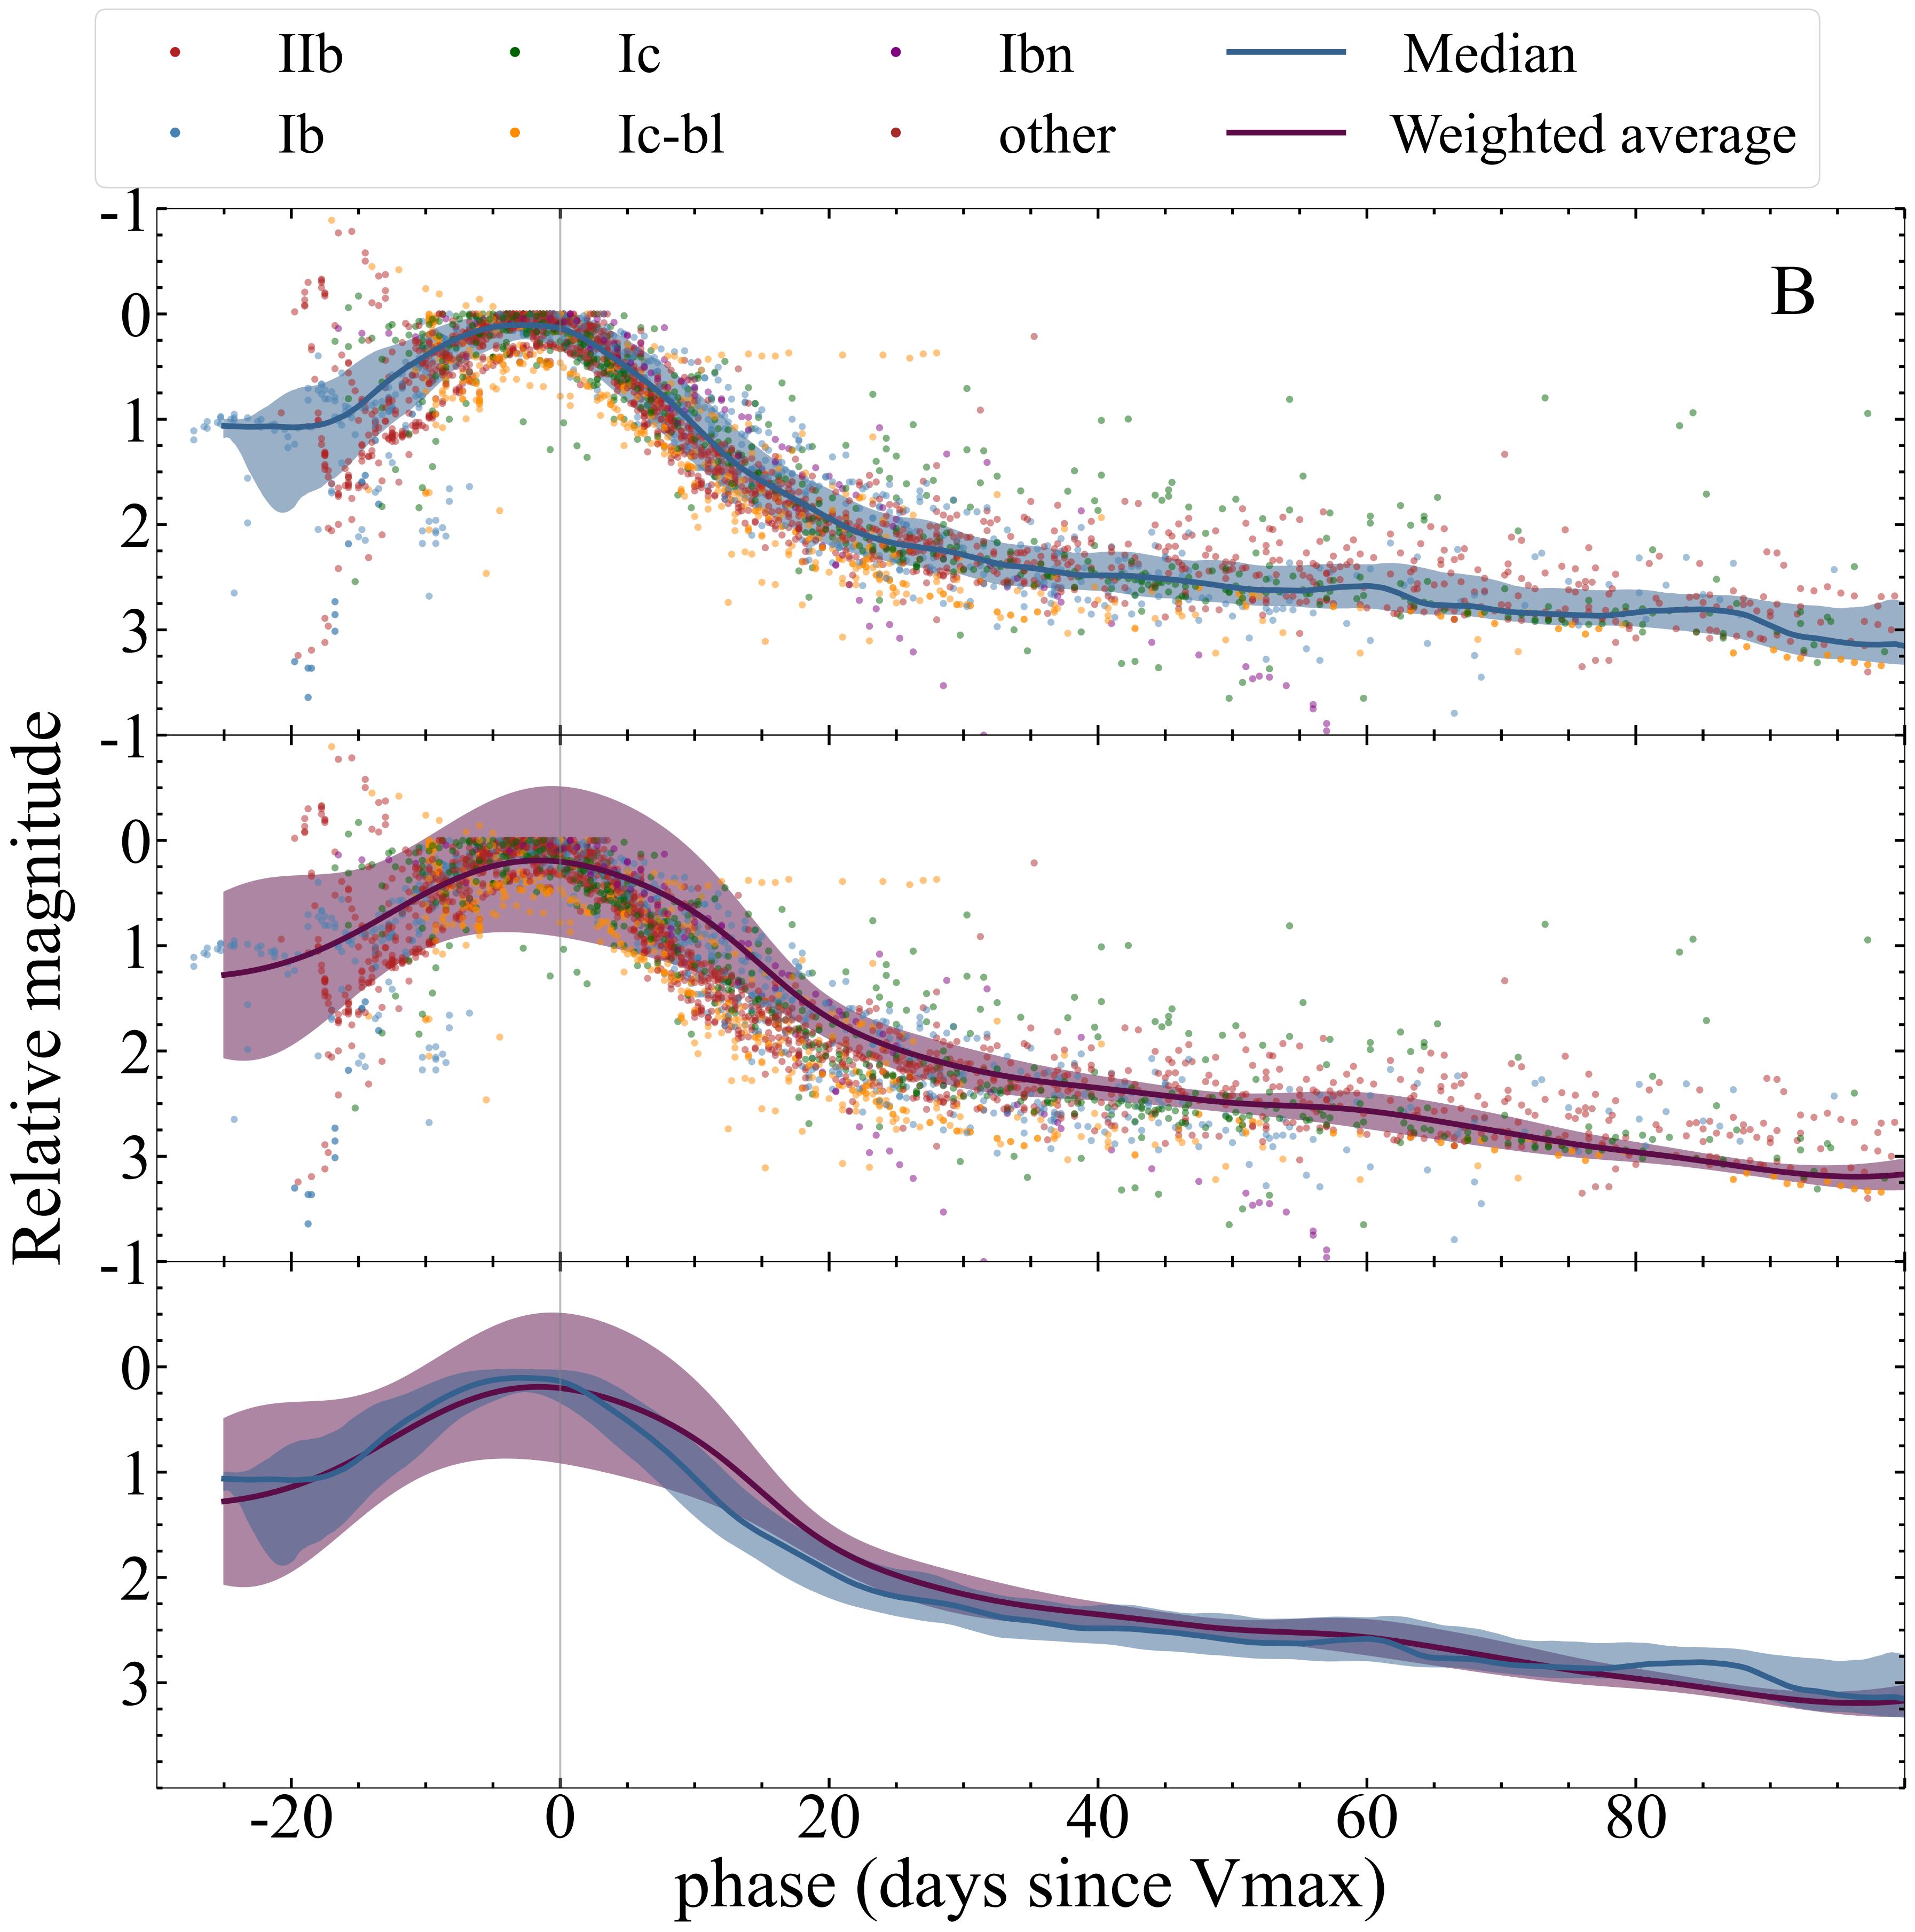 IIb Ic Ibn Median
Ib Ic-bl other Weighted average
B
-1
0
1
2
3
-1
0
1
2
3
-1
0
1
2
3
Relative magnitude
-20 0 20 40 60 80
phase (days since Vmax)